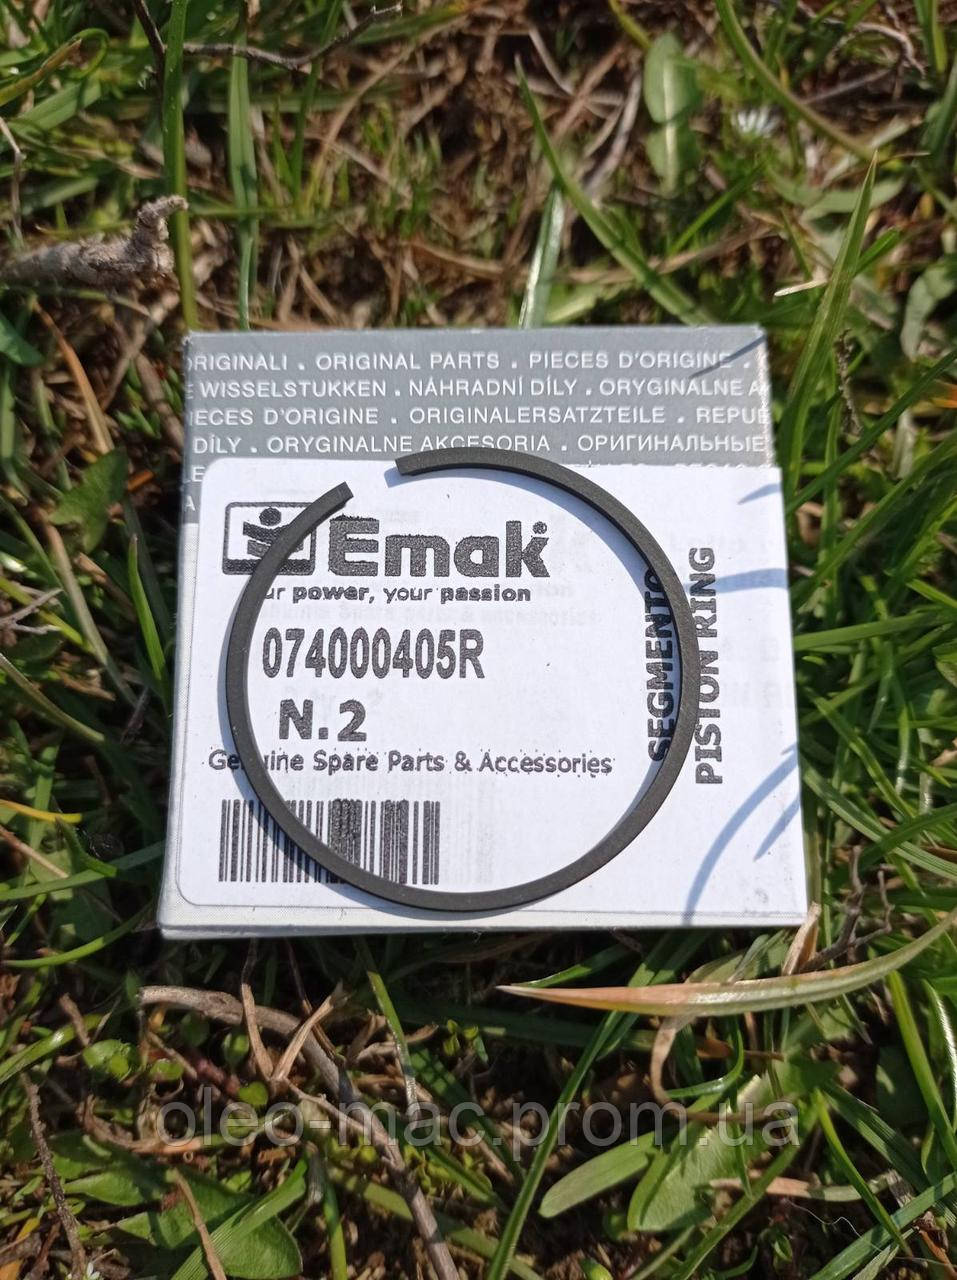 ORIGINALI . ORIGINAL PARTS . PIECES D'ORIGINE .
E WISSELSTUKKEN . NÁHRADNÍ DÍLY . ORYGINALNE A
IECES D'ORIGINE . ORIGINALERSATZTEILE . REPUE
DÍLY . ORYGINALNE AKCESORIA . ОРИГИНАЛЬНЫЕ
Emak®
ur power, your passion
074000405R
N.2
Genuine Spare Parts & Accessories
SEGMENTO
PISTON RING
oleo-mac.prom.ua